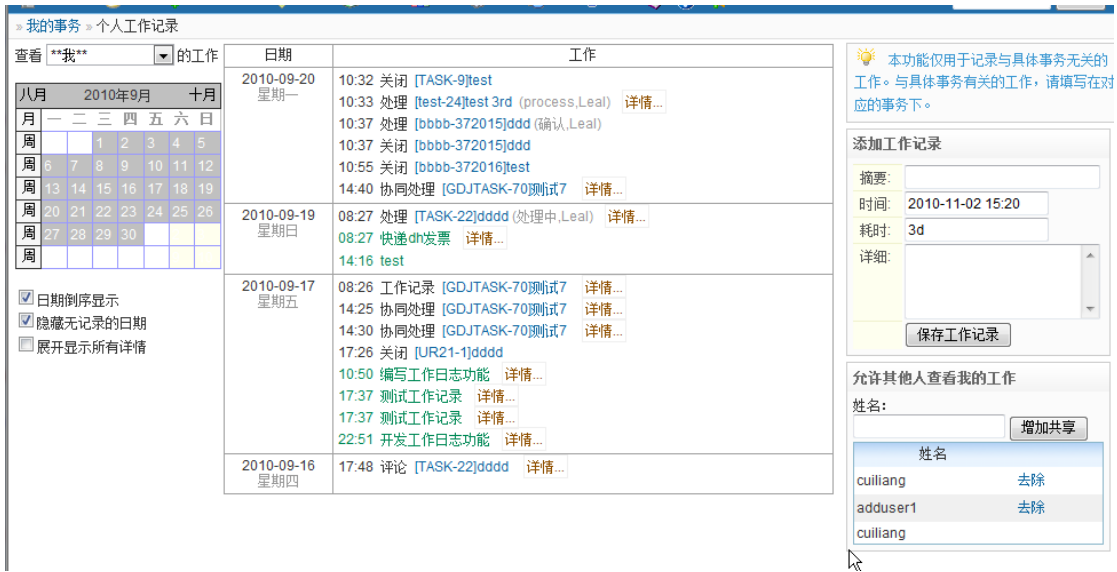 » 我的事务 » 个人工作记录
查看 **我** 的工作
八月 2010年9月 十月
月 一 二 三 四 五 六 日
周 1 2 3 4 5
周 6 7 8 9 10 11 12
周 13 14 15 16 17 18 19
周 20 21 22 23 24 25 26
周 27 28 29 30
周
日期倒序显示
隐藏无记录的日期
展开显示所有详情
日期 工作
2010-09-20
星期一
10:32 关闭 [TASK-9]test
10:33 处理 [test-24]test 3rd (process,Leal) 详情...
10:37 处理 [bbbb-372015]ddd (确认,Leal)
10:37 关闭 [bbbb-372015]ddd
10:55 关闭 [bbbb-372016]test
14:40 协同处理 [GDJTASK-70]测试7 详情...
2010-09-19
星期日
08:27 处理 [TASK-22]dddd (处理中,Leal) 详情...
08:27 快递dh发票 详情...
14:16 test
2010-09-17
星期五
08:26 工作记录 [GDJTASK-70]测试7 详情...
14:25 协同处理 [GDJTASK-70]测试7 详情...
14:30 协同处理 [GDJTASK-70]测试7 详情...
17:26 关闭 [UR21-1]dddd
10:50 编写工作日志功能 详情...
17:37 测试工作记录 详情...
17:37 测试工作记录 详情...
22:51 开发工作日志功能 详情...
2010-09-16
星期四
17:48 评论 [TASK-22]dddd 详情...
本功能仅用于记录与具体事务无关的
工作。与具体事务有关的工作，请填写在对
应的事务下。
添加工作记录
摘要:
时间: 2010-11-02 15:20
耗时: 3d
详细:
保存工作记录
允许其他人查看我的工作
姓名:
增加共享
姓名
cuiliang 去除
adduser1 去除
cuiliang